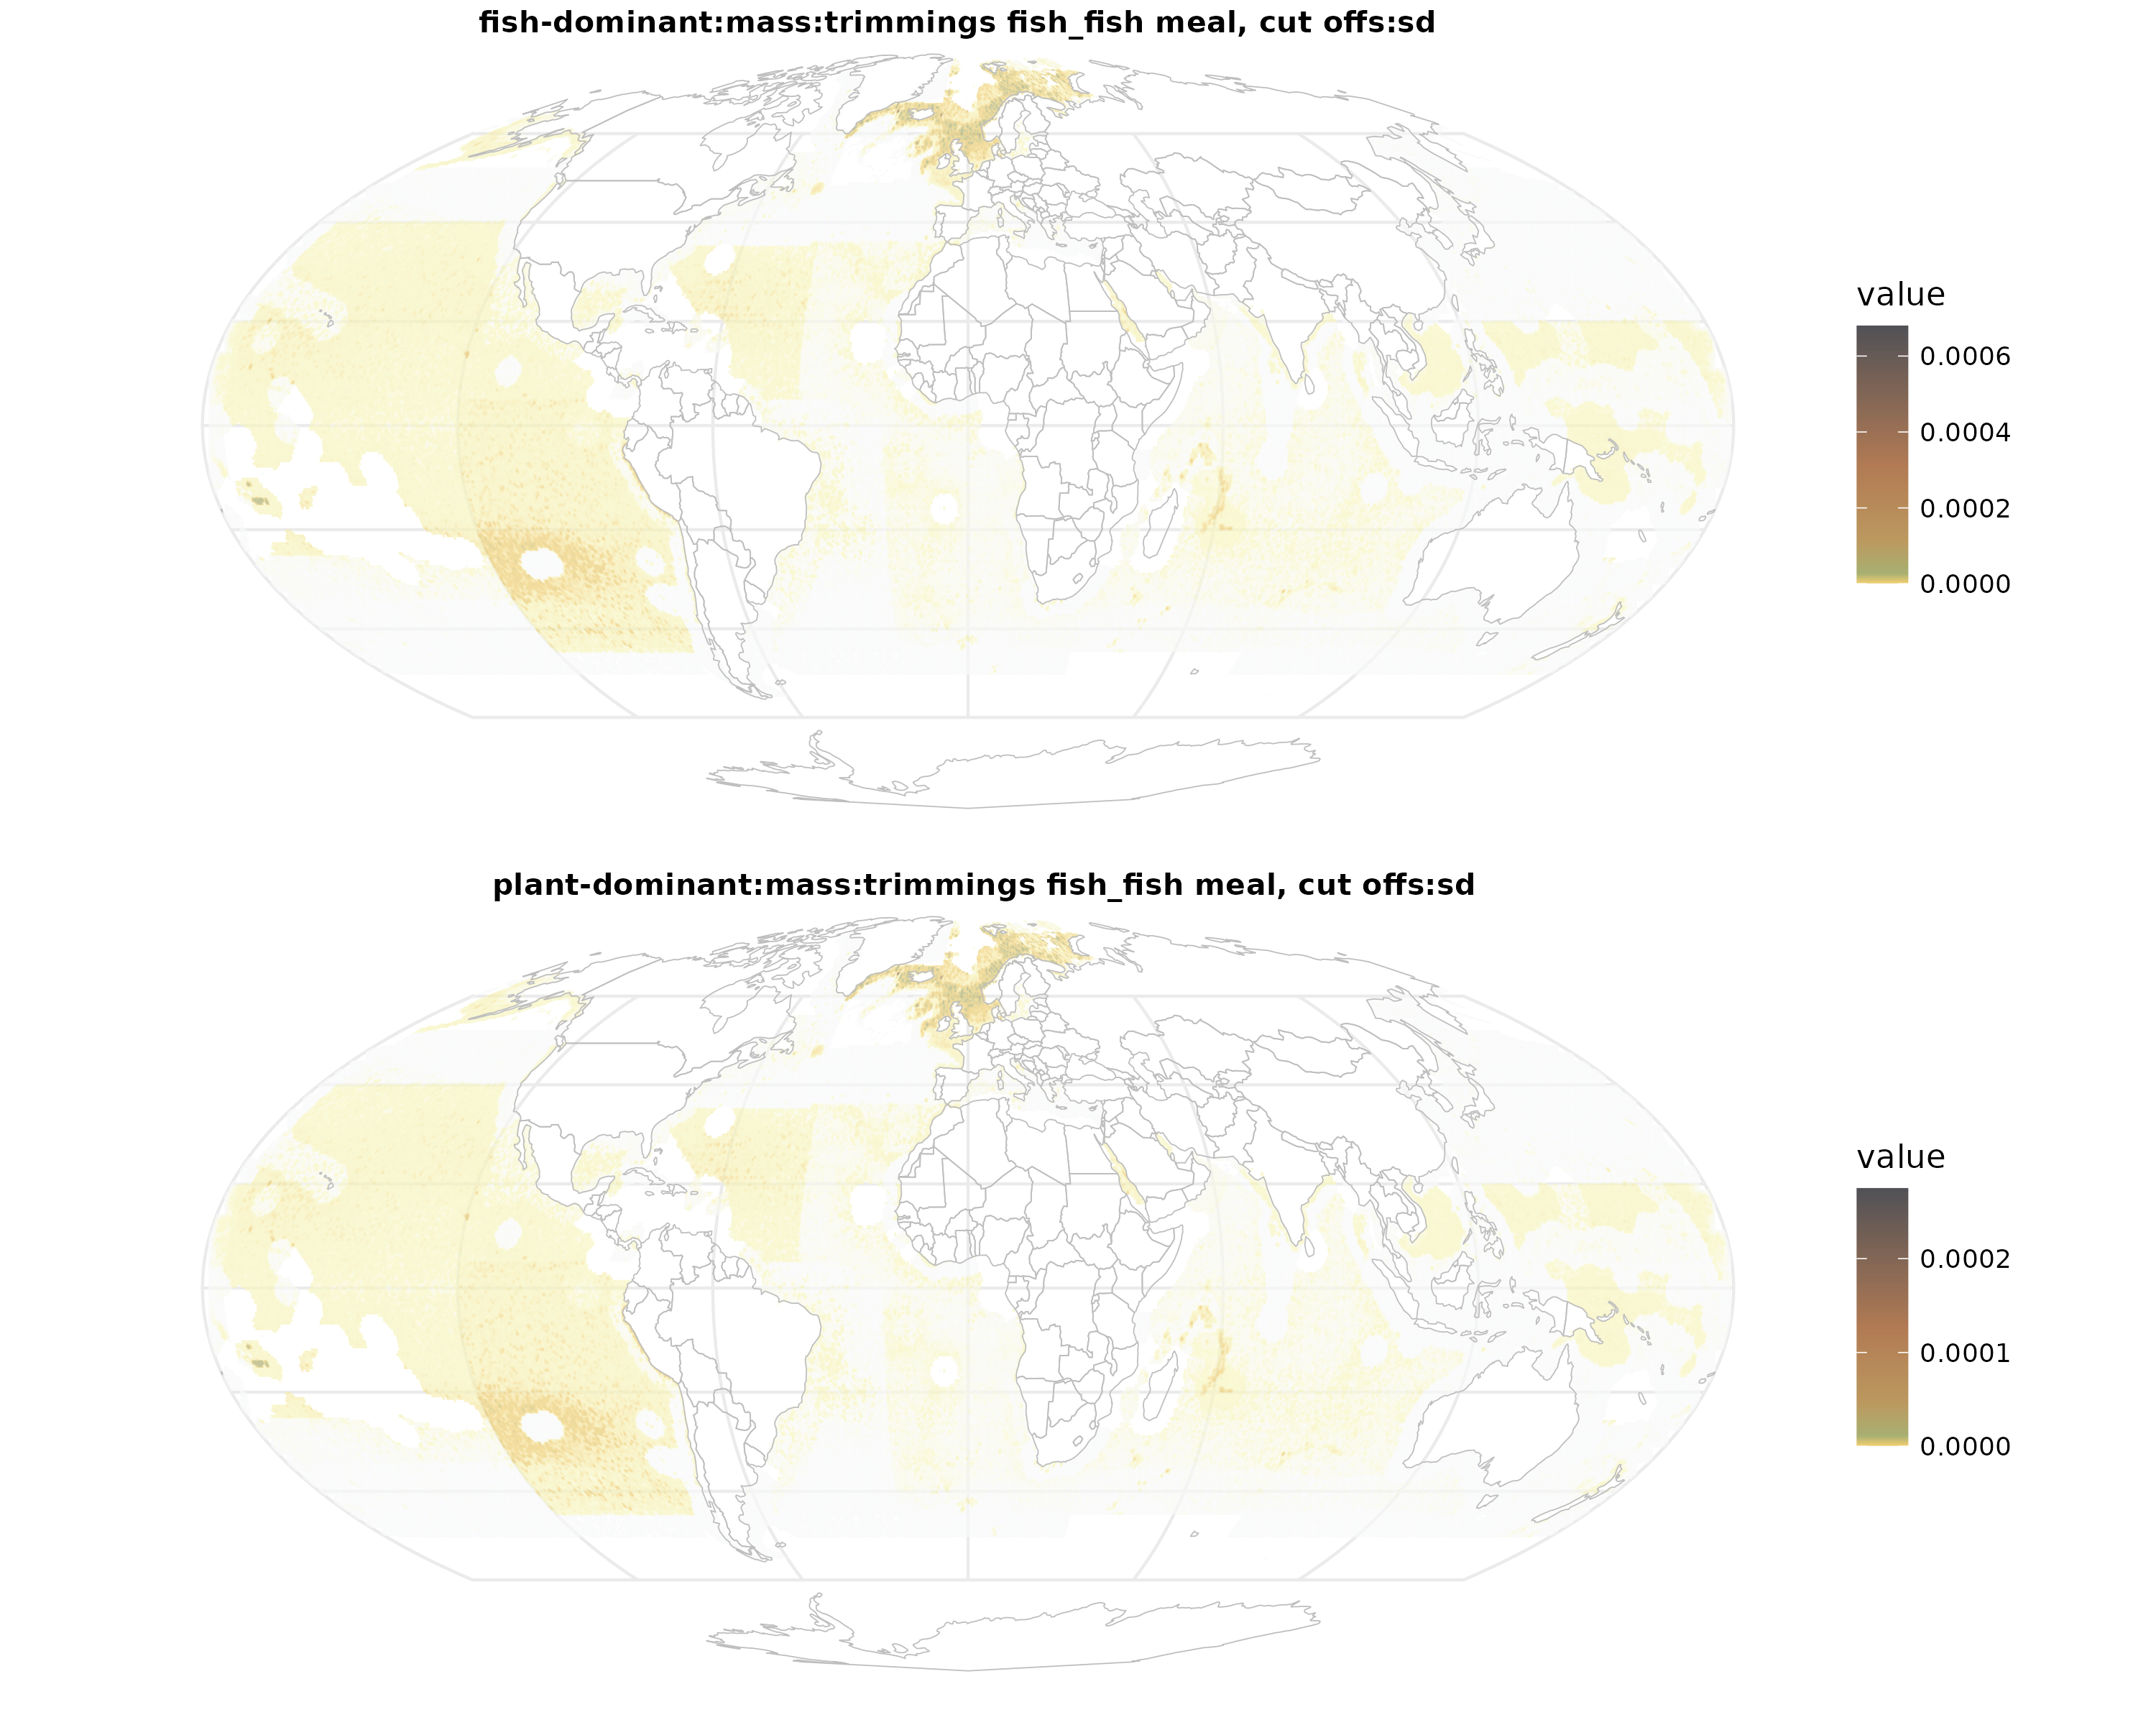 fish-dominant:mass:trimmings fish_fish meal, cut offs:sd
value
0.0006
0.0004
0.0002
0.0000
plant-dominant:mass:trimmings fish_fish meal, cut offs:sd
value
0.0002
0.0001
0.0000